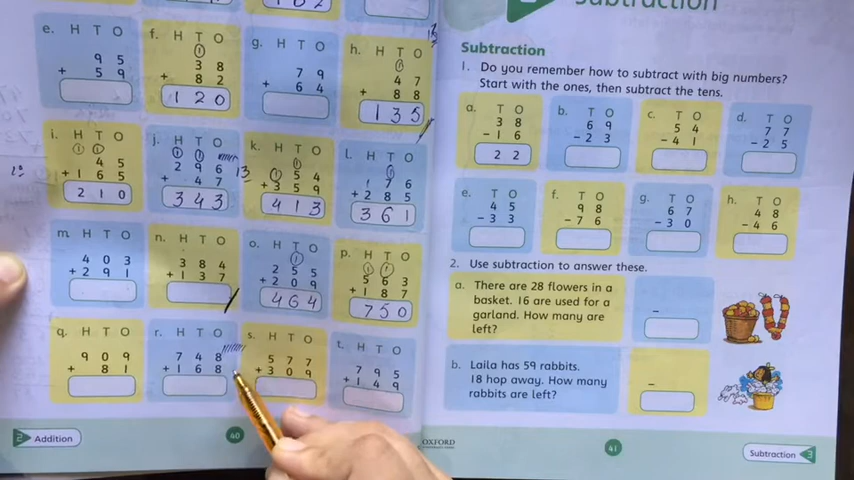 e. H T O
9 5
+ 5 9
f. H T O
1
3 8
+ 8 2
1 2 0
g. H T O
7 9
+ 6 4
h. H T O
4 7
+ 8 8
1 3 5
i. H T O
1 1
4 5
+ 1 6 5
2 1 0
j. H T O
1 1
2 9 6
+ 4 7
3 4 3
k. H T O
1
1 5 4
+ 3 5 9
4 1 3
13
l. H T O
1
1 7 6
+ 2 8 5
3 6 1
m. H T O
4 0 3
+ 2 9 1
n. H T O
3 8 4
+ 1 3 7
o. H T O
1
2 5 5
+ 2 0 9
4 6 4
p. H T O
1 1
5 6 3
+ 1 8 7
7 5 0
q. H T O
9 0 9
+ 8 1
r. H T O
7 4 8
+ 1 6 8
s. H T O
5 7 7
+ 3 0 9
t. H T O
7 9 5
+ 1 4 9
2 Addition
60
OXFORD
Subtraction
Subtraction
1. Do you remember how to subtract with big numbers?
Start with the ones, then subtract the tens.
a. T O
3 8
− 1 6
2 2
b. T O
6 9
− 2 3
c. T O
5 4
− 4 1
d. T O
7 7
− 2 5
e. T O
4 5
− 3 3
f. T O
9 8
− 7 6
g. T O
6 7
− 3 0
h. T O
4 8
− 4 6
2. Use subtraction to answer these.
a. There are 28 flowers in a
basket. 16 are used for a
garland. How many are
left?
−
b. Laila has 59 rabbits.
18 hop away. How many
rabbits are left?
−
41
Subtraction 3